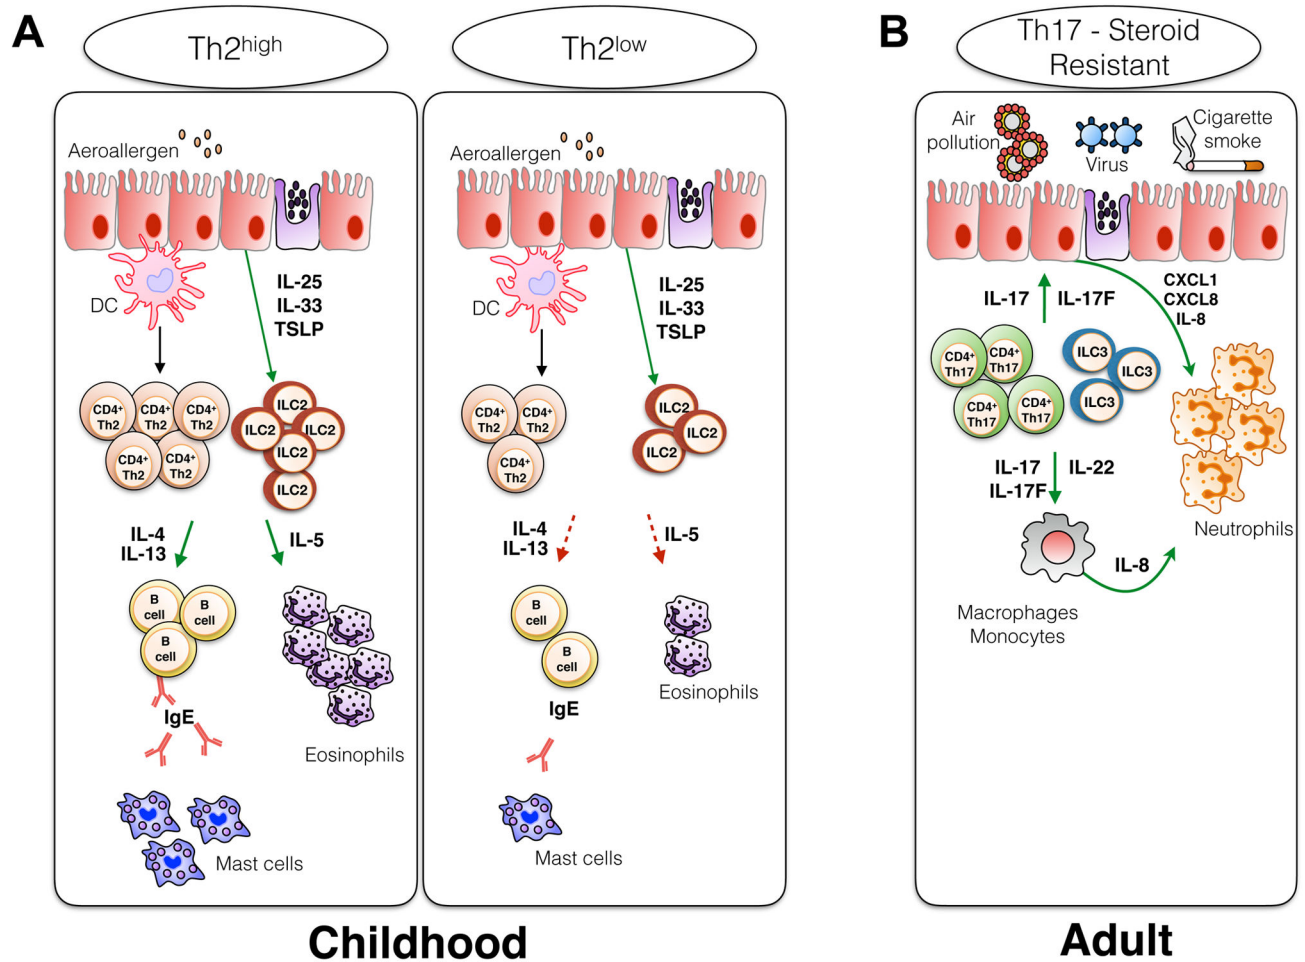 A
Th2high
Aeroallergen
DC
IL-25
IL-33
TSLP
CD4+
Th2
CD4+
Th2
CD4+
Th2
CD4+
Th2
CD4+
Th2
ILC2
ILC2
ILC2
ILC2
ILC2
IL-4
IL-13
IL-5
B
cell
B
cell
B
cell
IgE
Eosinophils
Mast cells
Th2low
Aeroallergen
DC
IL-25
IL-33
TSLP
CD4+
Th2
CD4+
Th2
CD4+
Th2
ILC2
ILC2
ILC2
IL-4
IL-13
IL-5
B
cell
B
cell
IgE
Eosinophils
Mast cells
Childhood
B
Th17 - Steroid
Resistant
Air
pollution
Virus
Cigarette
smoke
IL-17
IL-17F
CXCL1
CXCL8
IL-8
CD4+
Th17
CD4+
Th17
CD4+
Th17
CD4+
Th17
ILC3
ILC3
ILC3
IL-17
IL-17F
IL-22
Neutrophils
IL-8
Macrophages
Monocytes
Adult